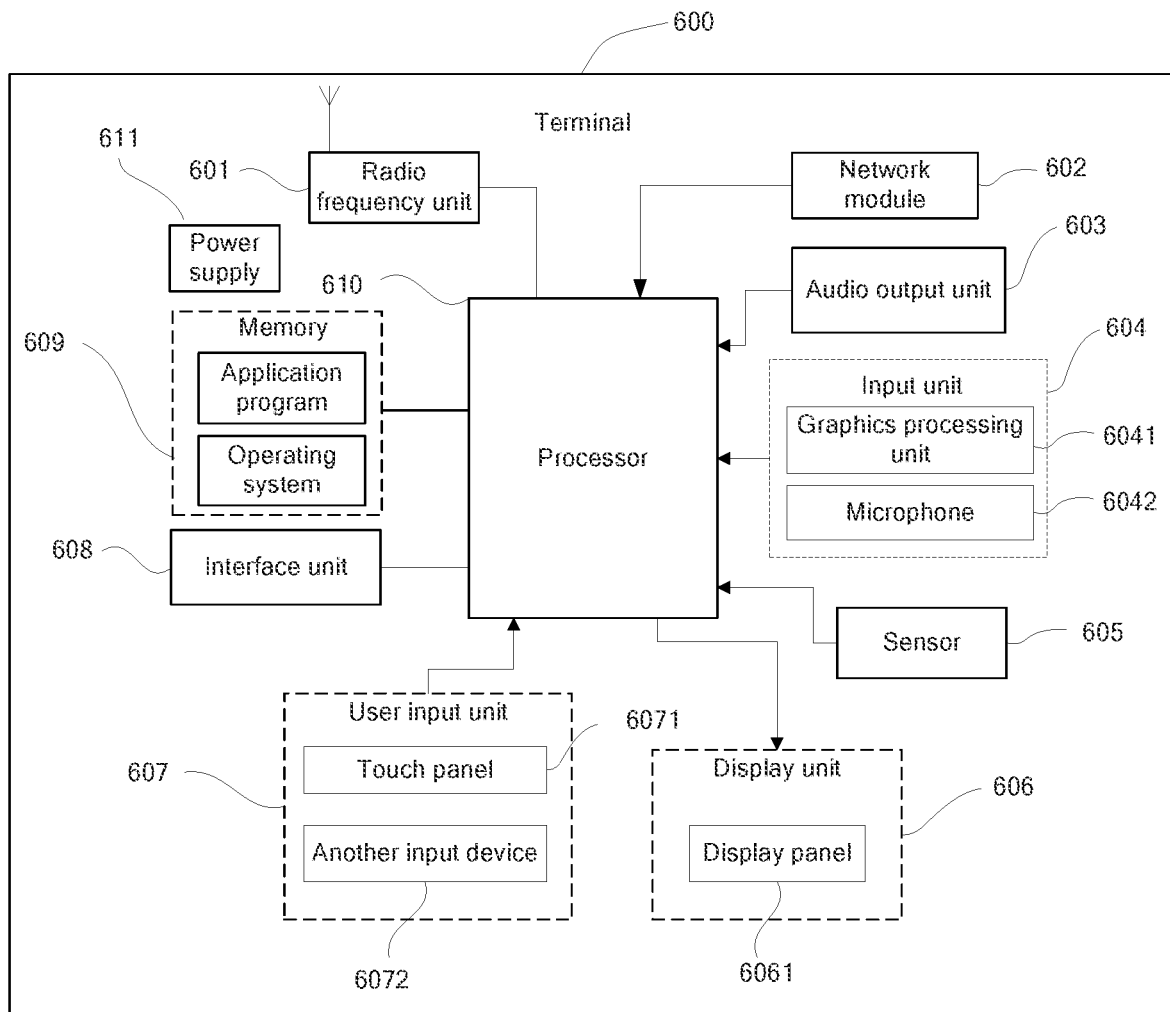 600
Terminal
611
601
Radio
frequency unit
Network
module
602
Power
supply
603
Audio output unit
610
Memory
609
Application
program
Operating
system
Processor
604
Input unit
Graphics processing
unit
6041
Microphone
6042
608
Interface unit
Sensor
605
User input unit
6071
607
Touch panel
Another input device
6072
Display unit
606
Display panel
6061